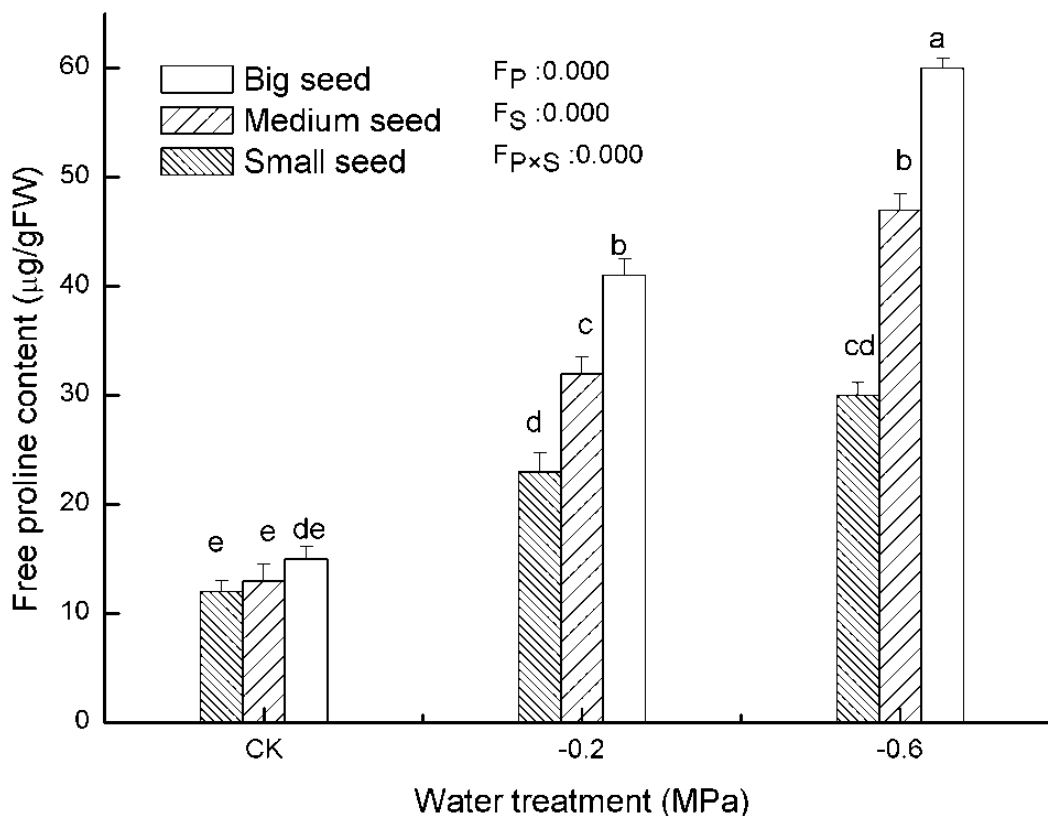 Free proline content (μg/gFW)
60
50
40
30
20
10
0
Big seed
Medium seed
Small seed
FP :0.000
FS :0.000
FP×S :0.000
e
e
de
d
c
b
cd
b
a
CK
-0.2
-0.6
Water treatment (MPa)